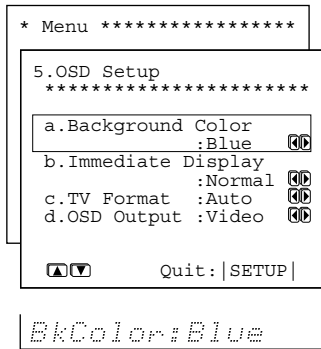 * Menu *****************
5.OSD Setup
***********************
a.Background Color
:Blue
b.Immediate Display
:Normal
c.TV Format :Auto
d.OSD Output :Video
Quit:|SETUP|
BkColor:Blue